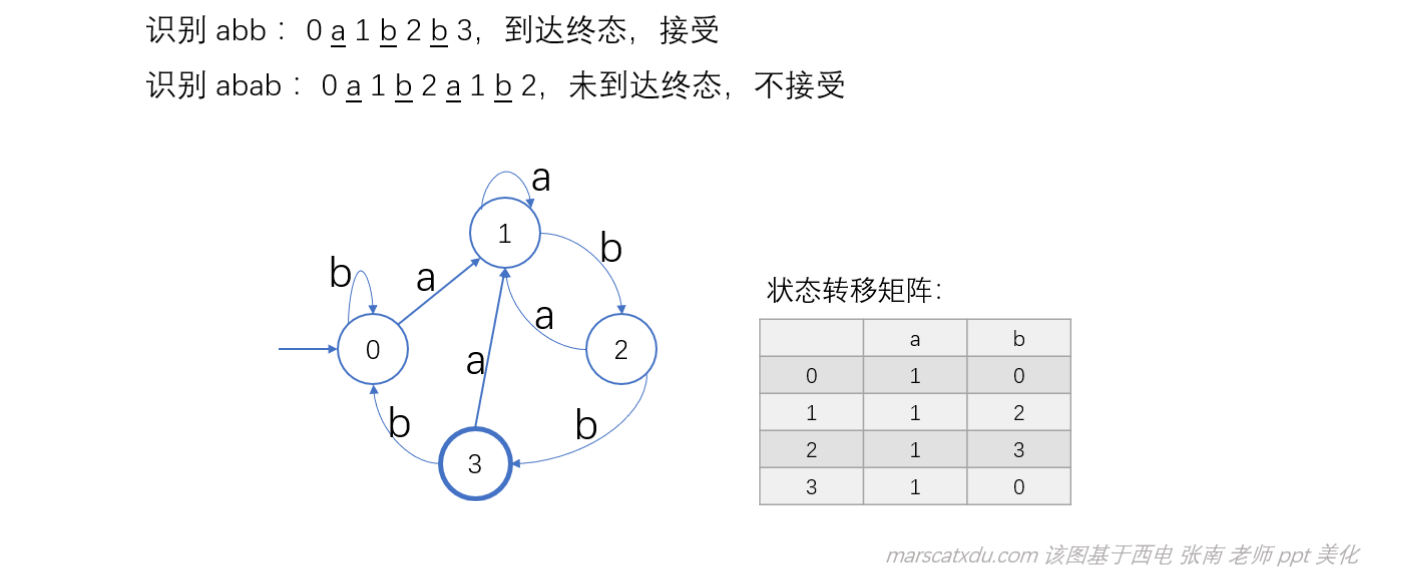 识别 abb： 0 a 1 b 2 b 3，到达终态，接受
识别 abab： 0 a 1 b 2 a 1 b 2，未到达终态，不接受
a
1
b
b
a
a
0
2
a
b
b
3
状态转移矩阵：
a b
0 1 0
1 1 2
2 1 3
3 1 0
marscatxdu.com 该图基于西电 张南 老师 ppt 美化